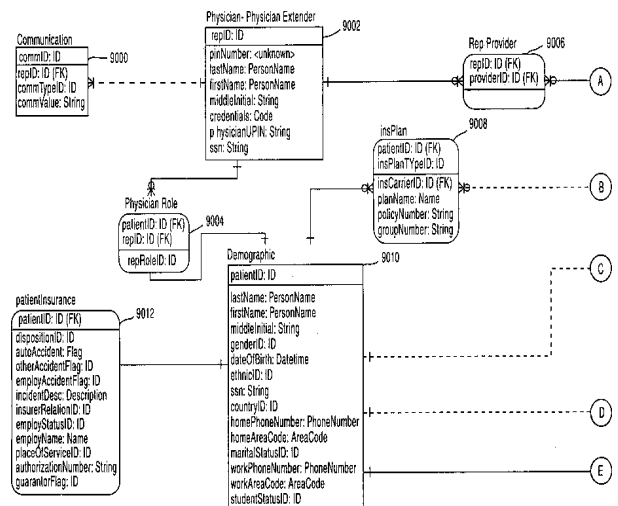 Physician- Physician Extender
9002
repID: ID
pinNumber: <unknown>
lastName: PersonName
firstName: PersonName
middleInitial: String
credentials: Code
p hysicianUPIN: String
ssn: String
Communication
9000
commID: ID
repID: ID (FK)
commTypeID: ID
commValue: String
Rep Provider
9006
repID: ID (FK)
providerID: ID (FK)
A
insPlan
9008
patientID: ID (FK)
insPlanTYpeID: ID
insCarrierID: ID (FK)
planName: Name
policyNumber: String
groupNumber: String
B
Physician Role
9004
patientID: ID (FK)
repID: ID (FK)
repRoleID: ID
Demographic
9010
patientID: ID
lastName: PersonName
firstName: PersonName
middleInitial: String
genderID: ID
dateOfBirth: Datetime
ethnicID: ID
ssn: String
countryID: ID
homePhoneNumber: PhoneNumber
homeAreaCode: AreaCode
maritalStatusID: ID
workPhoneNumber: PhoneNumber
workAreaCode: AreaCode
studentStatusID: ID
C
D
E
patientInsurance
9012
patientID: ID (FK)
dispositionID: ID
autoAccident: Flag
otherAccidentFlag: ID
employAccidentFlag: ID
incidentDesc: Description
insurerRelationID: ID
employStatusID: ID
employName: Name
placeOfServiceID: ID
authorizationNumber: String
guarantorFlag: ID